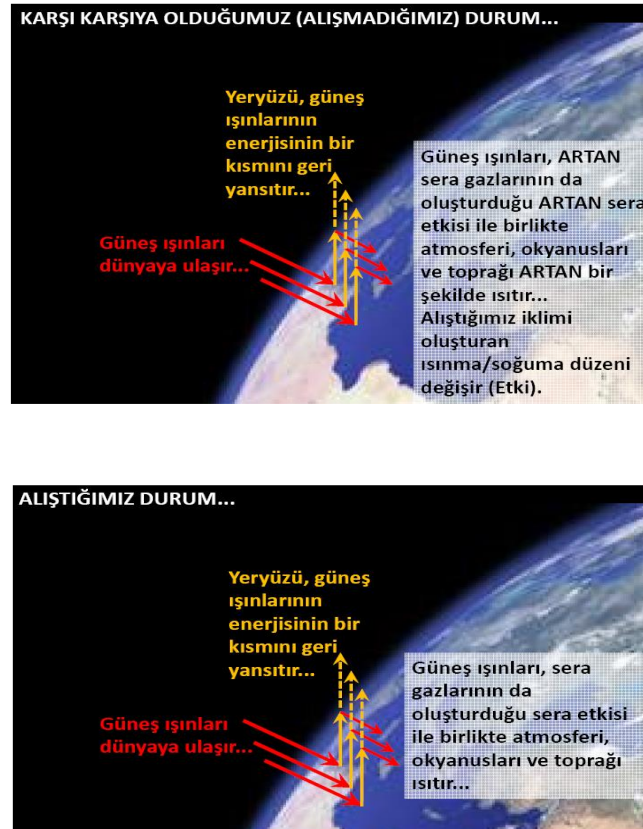 KARŞI KARŞIYA OLDUĞUMUZ (ALIŞMADIĞIMIZ) DURUM...
Yeryüzü, güneş
ışınlarının
enerjisinin bir
kısmını geri
yansıtır...
Güneş ışınları
dünyaya ulaşır...
Güneş ışınları, ARTAN
sera gazlarının da
oluşturduğu ARTAN sera
etkisi ile birlikte
atmosferi, okyanusları
ve toprağı ARTAN bir
şekilde ısıtır...
Alıştığımız iklimi
oluşturan
ısınma/soğuma düzeni
değişir (Etki).
ALIŞTIĞIMIZ DURUM...
Yeryüzü, güneş
ışınlarının
enerjisinin bir
kısmını geri
yansıtır...
Güneş ışınları
dünyaya ulaşır...
Güneş ışınları, sera
gazlarının da
oluşturduğu sera etkisi
ile birlikte atmosferi,
okyanusları ve toprağı
ısıtır...